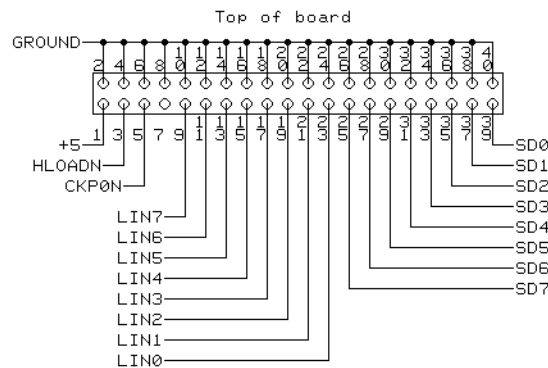 Top of board
GROUND
2 4 6 8 10 12 14 16 18 20 22 24 26 28 30 32 34 36 38 40
1 3 5 7 9 11 13 15 17 19 21 23 25 27 29 31 33 35 37 39
+5
HLOADN
CKP0N
LIN7
LIN6
LIN5
LIN4
LIN3
LIN2
LIN1
LIN0
SD0
SD1
SD2
SD3
SD4
SD5
SD6
SD7